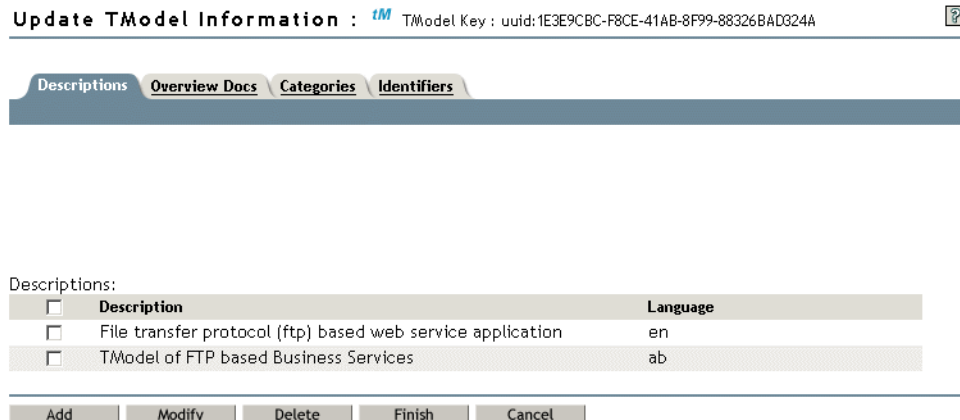 Update TModel Information : tM TModel Key : uuid:1E3E9CBC-F8CE-41AB-8F99-88326BAD324A ?
Descriptions Overview Docs Categories Identifiers
Descriptions:
Description Language
File transfer protocol (ftp) based web service application en
TModel of FTP based Business Services ab
Add Modify Delete Finish Cancel